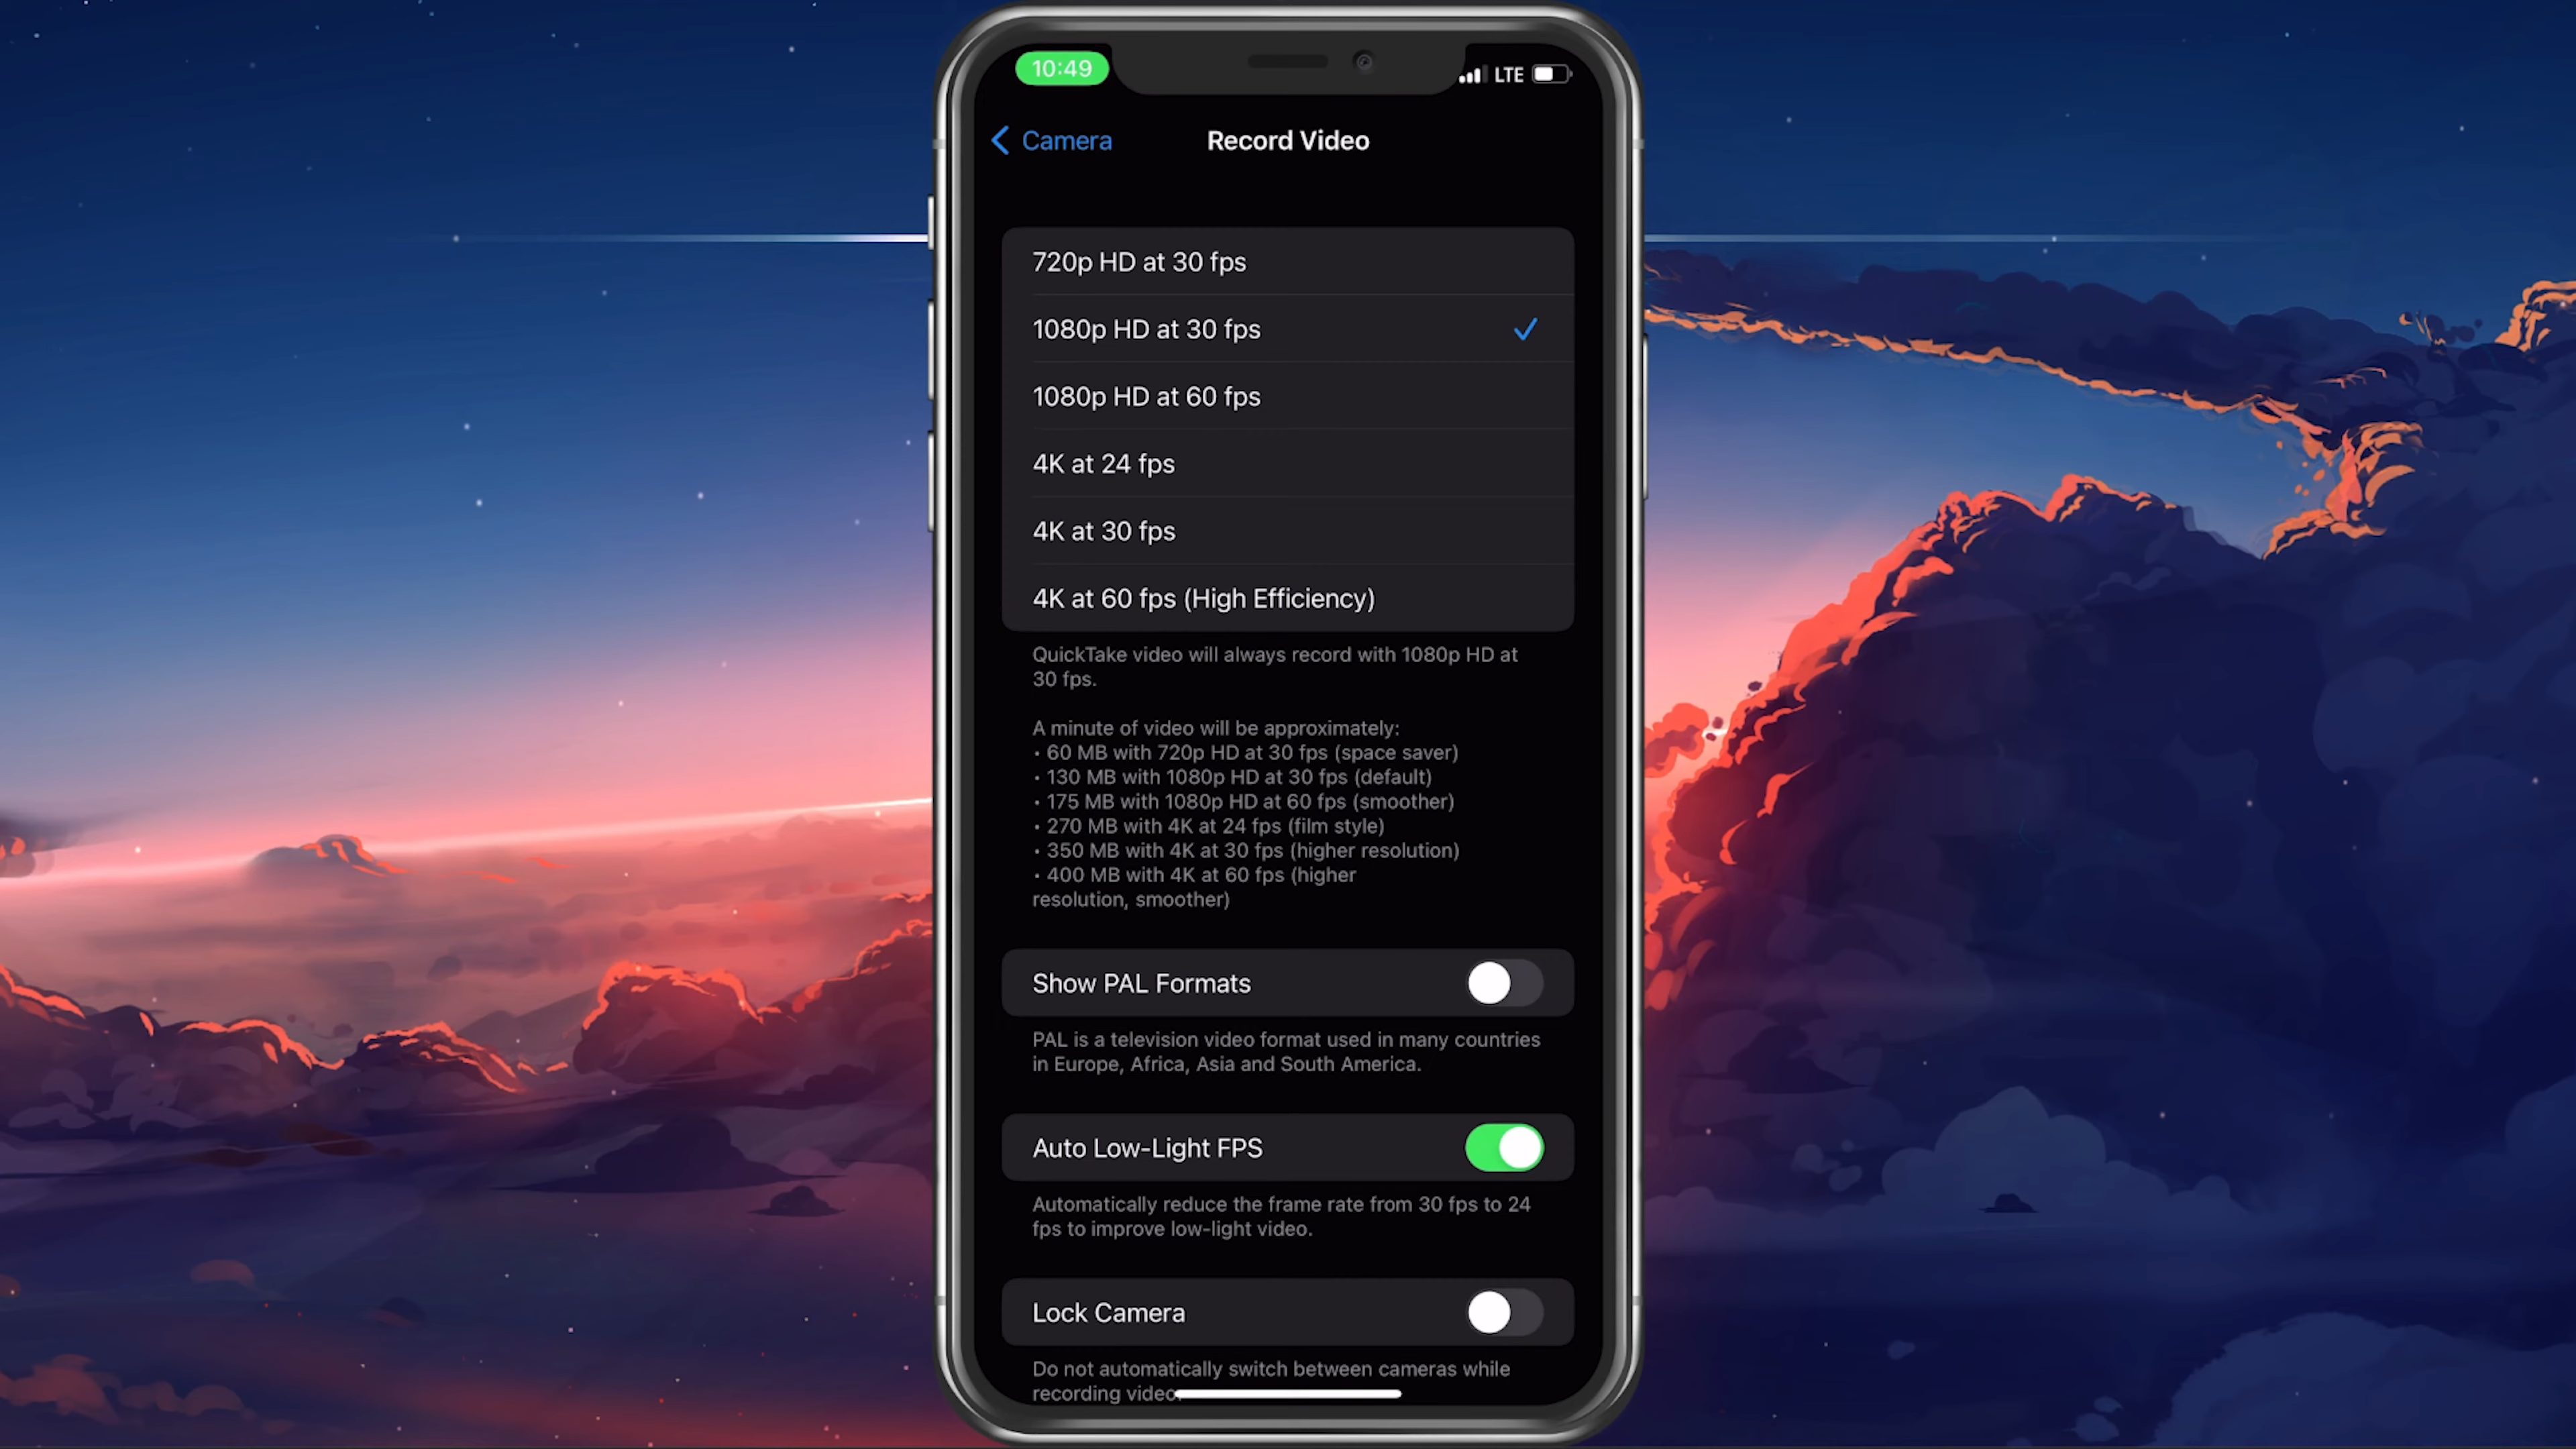 10:49
LTE
Camera
Record Video
720p HD at 30 fps
1080p HD at 30 fps
1080p HD at 60 fps
4K at 24 fps
4K at 30 fps
4K at 60 fps (High Efficiency)
QuickTake video will always record with 1080p HD at
30 fps.
A minute of video will be approximately:
• 60 MB with 720p HD at 30 fps (space saver)
• 130 MB with 1080p HD at 30 fps (default)
• 175 MB with 1080p HD at 60 fps (smoother)
• 270 MB with 4K at 24 fps (film style)
• 350 MB with 4K at 30 fps (higher resolution)
• 400 MB with 4K at 60 fps (higher
resolution, smoother)
Show PAL Formats
PAL is a television video format used in many countries
in Europe, Africa, Asia and South America.
Auto Low-Light FPS
Automatically reduce the frame rate from 30 fps to 24
fps to improve low-light video.
Lock Camera
Do not automatically switch between cameras while
recording video.